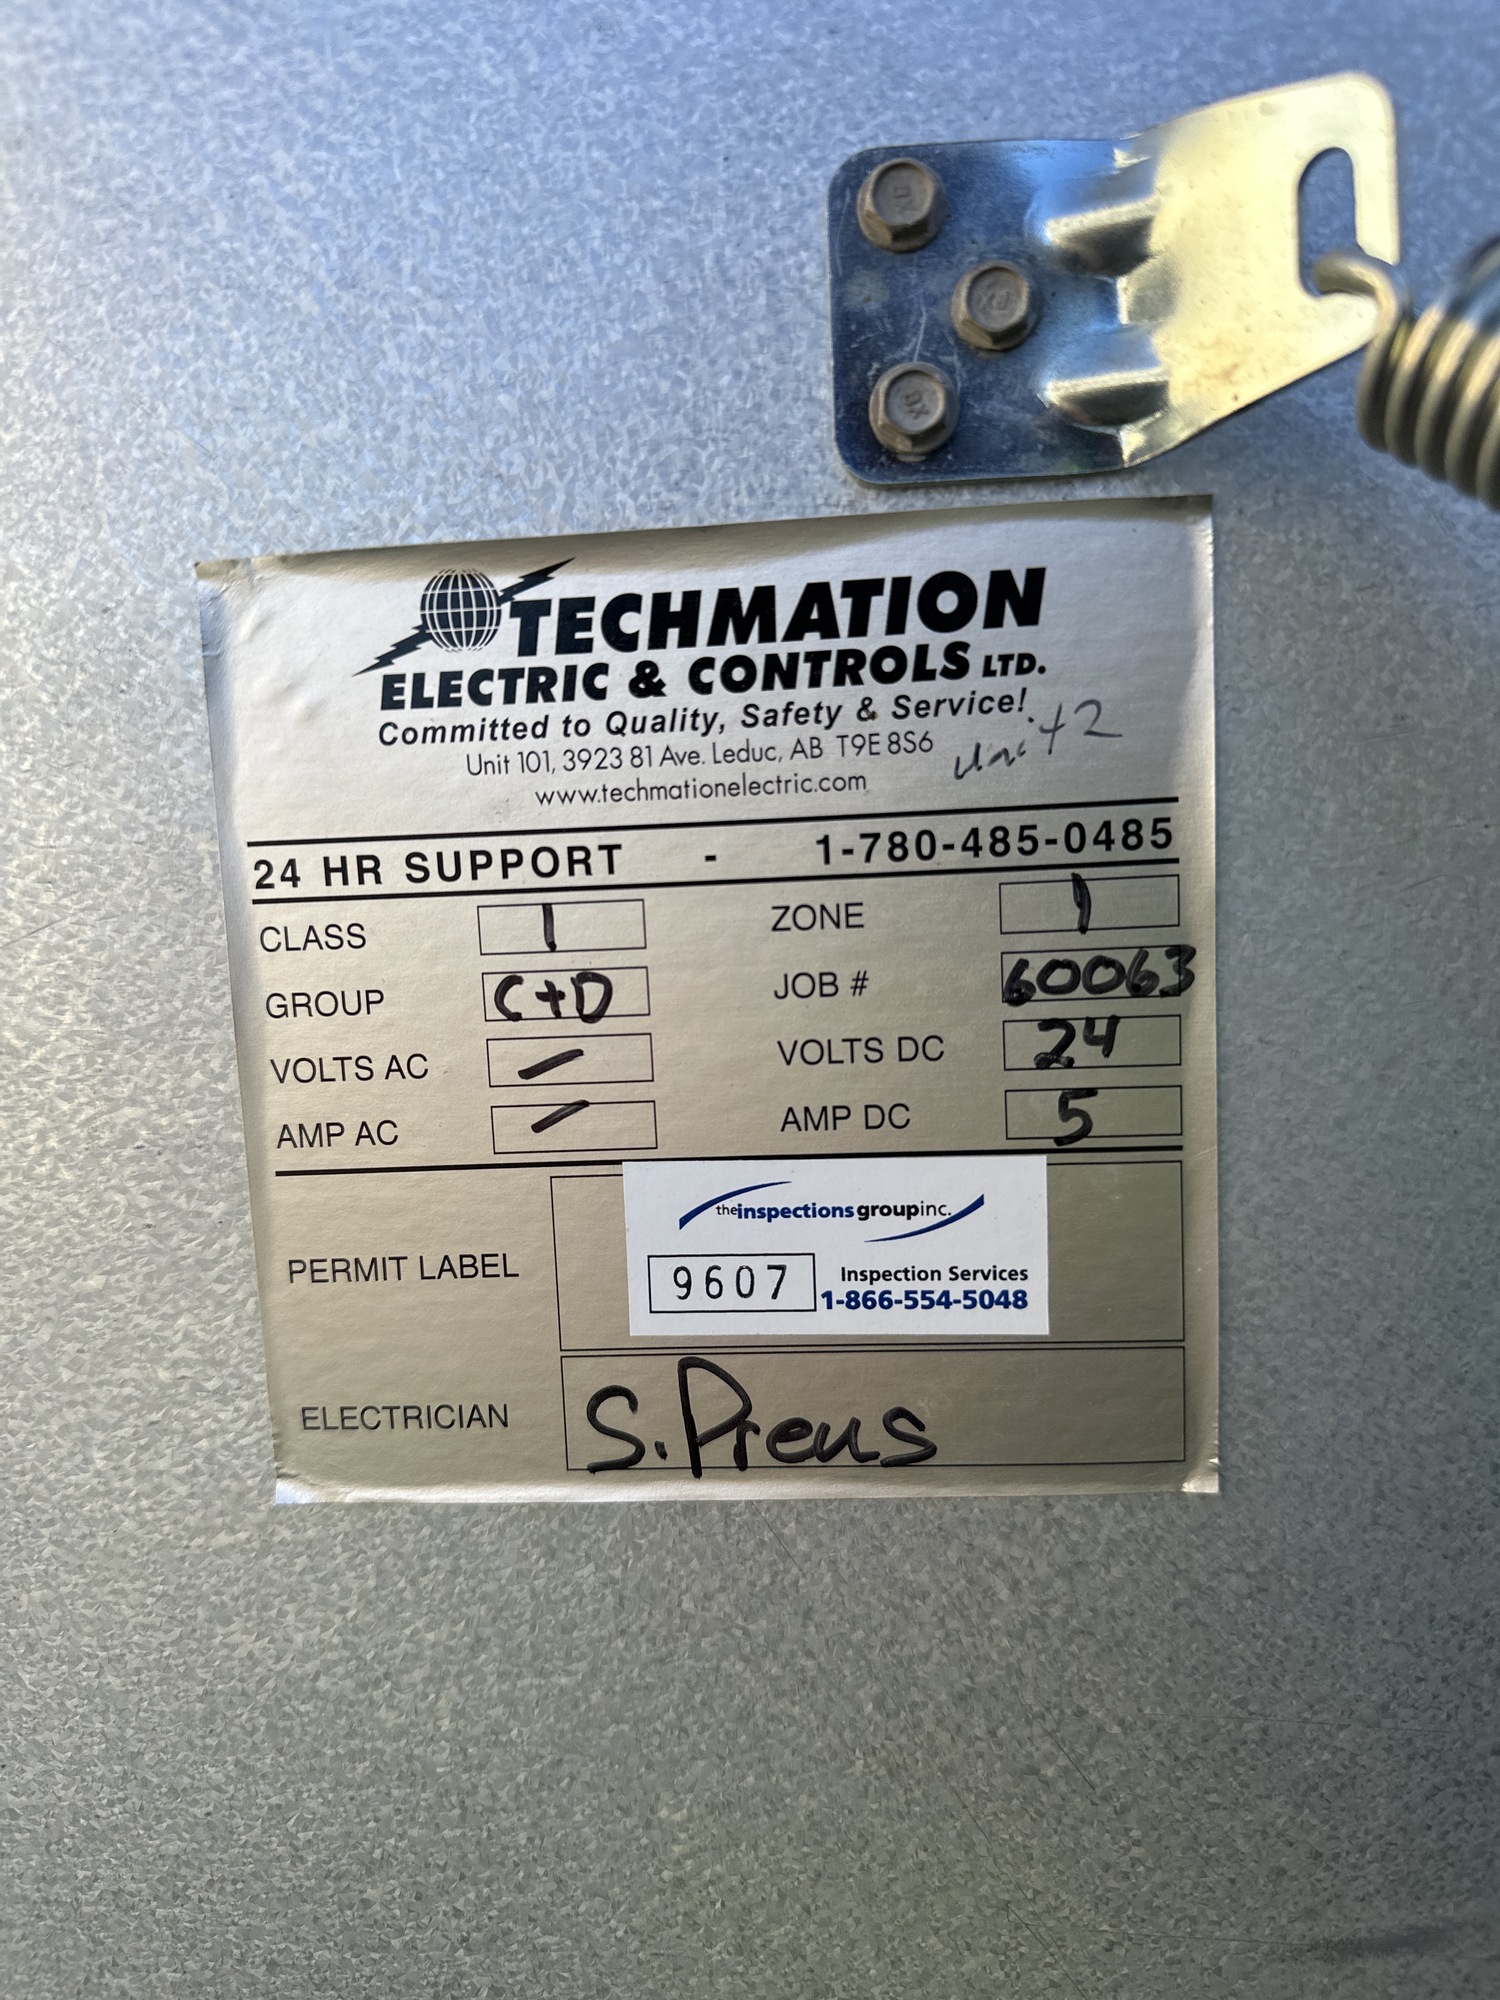 TECHMATION
ELECTRIC & CONTROLS LTD.
Committed to Quality, Safety & Service!
Unit 101, 3923 81 Ave. Leduc, AB T9E 8S6
unit 2
www.techmationelectric.com
24 HR SUPPORT - 1-780-485-0485
CLASS 1 ZONE 1
GROUP C+D JOB # 60063
VOLTS AC — VOLTS DC 24
AMP AC — AMP DC 5
PERMIT LABEL
theinspectionsgroupinc.
9607 Inspection Services
1-866-554-5048
ELECTRICIAN S. Preus